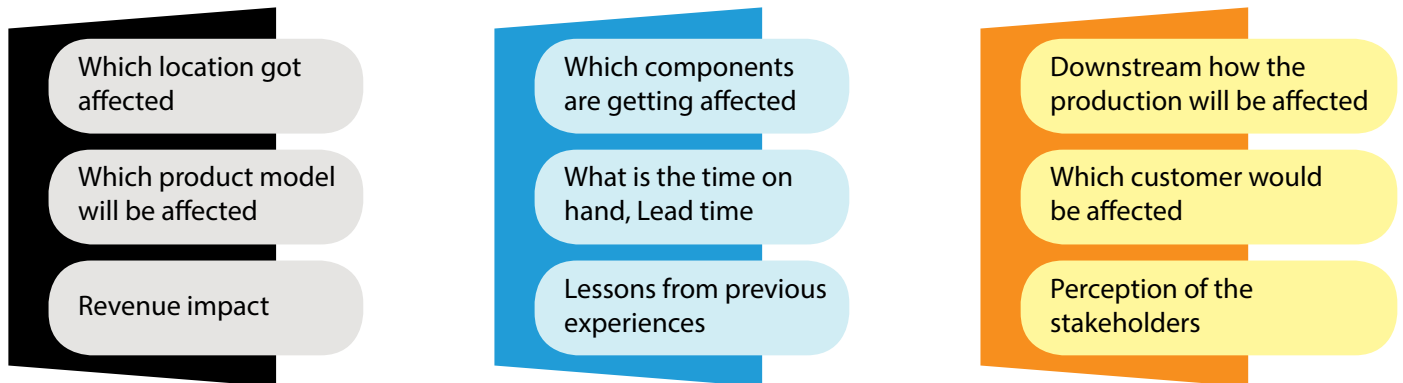 Which location got
affected
Which product model
will be affected
Revenue impact
Which components
are getting affected
What is the time on
hand, Lead time
Lessons from previous
experiences
Downstream how the
production will be affected
Which customer would
be affected
Perception of the
stakeholders